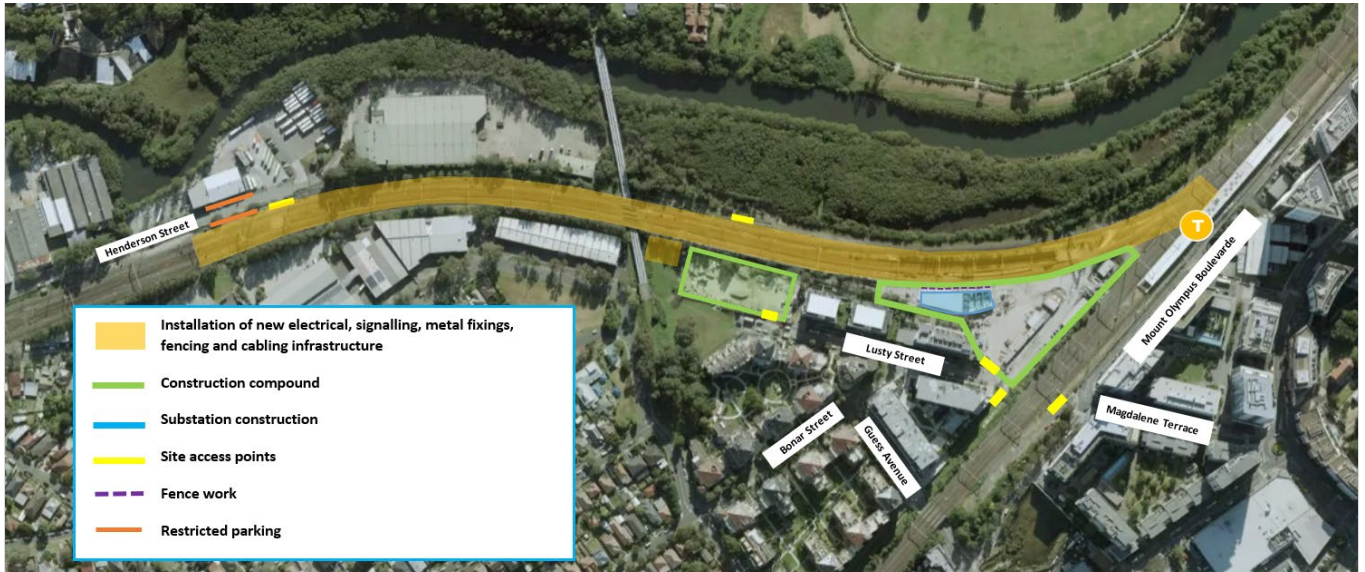 Henderson Street
T
Mount Olympus Boulevarde
Lusty Street
Magdalene Terrace
Bonar Street
Guess Avenue
Installation of new electrical, signalling, metal fixings,
fencing and cabling infrastructure
Construction compound
Substation construction
Site access points
Fence work
Restricted parking